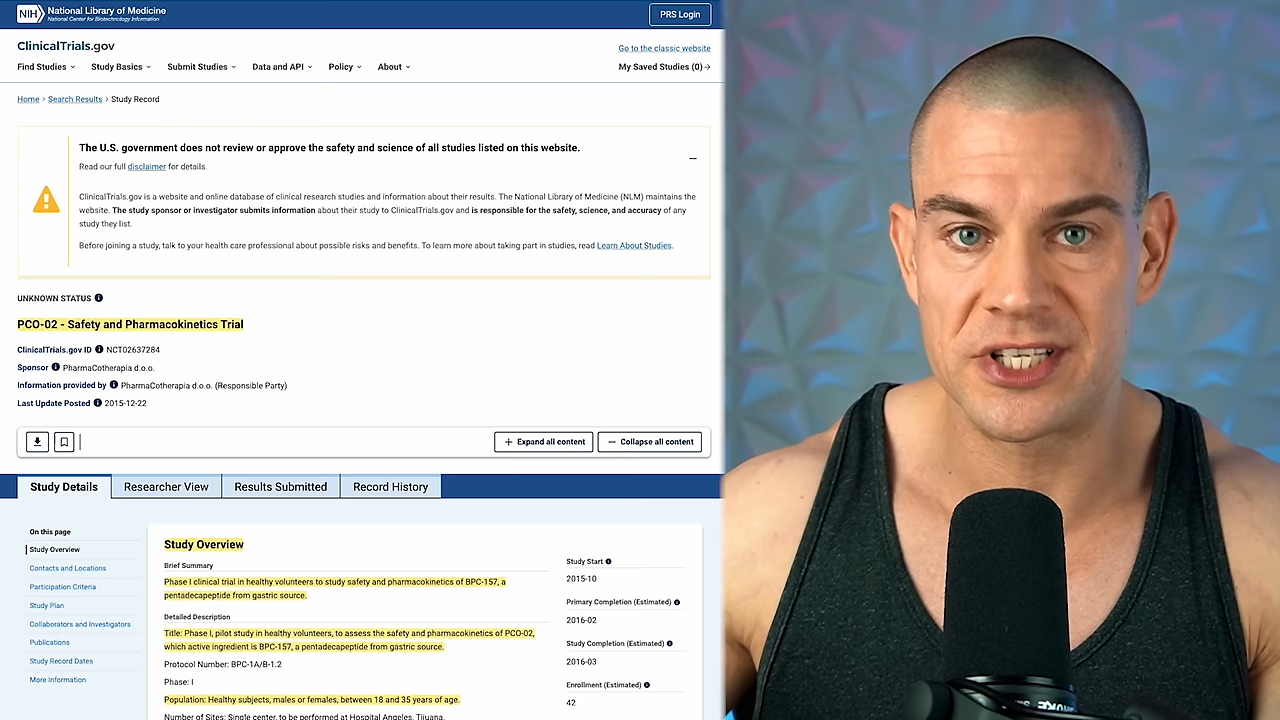 NIH
National Library of Medicine
National Center for Biotechnology Information
PRS Login
ClinicalTrials.gov
Go to the classic website
Find Studies
Study Basics
Submit Studies
Data and API
Policy
About
My Saved Studies (0)
Home › Search Results › Study Record
The U.S. government does not review or approve the safety and science of all studies listed on this website.
Read our full disclaimer for details.
ClinicalTrials.gov is a website and online database of clinical research studies and information about their results. The National Library of Medicine (NLM) maintains the
website. The study sponsor or investigator submits information about their study to ClinicalTrials.gov and is responsible for the safety, science, and accuracy of any
study they list.
Before joining a study, talk to your health care professional about possible risks and benefits. To learn more about taking part in studies, read Learn About Studies.
UNKNOWN STATUS
PCO-02 - Safety and Pharmacokinetics Trial
ClinicalTrials.gov ID NCT02637284
Sponsor PharmaCotherapia d.o.o.
Information provided by PharmaCotherapia d.o.o. (Responsible Party)
Last Update Posted 2015-12-22
Expand all content
Collapse all content
Study Details
Researcher View
Results Submitted
Record History
On this page
Study Overview
Contacts and Locations
Participation Criteria
Study Plan
Collaborators and Investigators
Publications
Study Record Dates
More Information
Study Overview
Brief Summary
Phase I clinical trial in healthy volunteers to study safety and pharmacokinetics of BPC-157, a
pentadecapeptide from gastric source.
Detailed Description
Title: Phase I, pilot study in healthy volunteers, to assess the safety and pharmacokinetics of PCO-02,
which active ingredient is BPC-157, a pentadecapeptide from gastric source.
Protocol Number: BPC-1A/B-1.2
Phase: I
Population: Healthy subjects, males or females, between 18 and 35 years of age.
Number of Sites: Single center, to be performed at Hospital Angeles, Tijuana.
Study Start
2015-10
Primary Completion (Estimated)
2016-02
Study Completion (Estimated)
2016-03
Enrollment (Estimated)
42